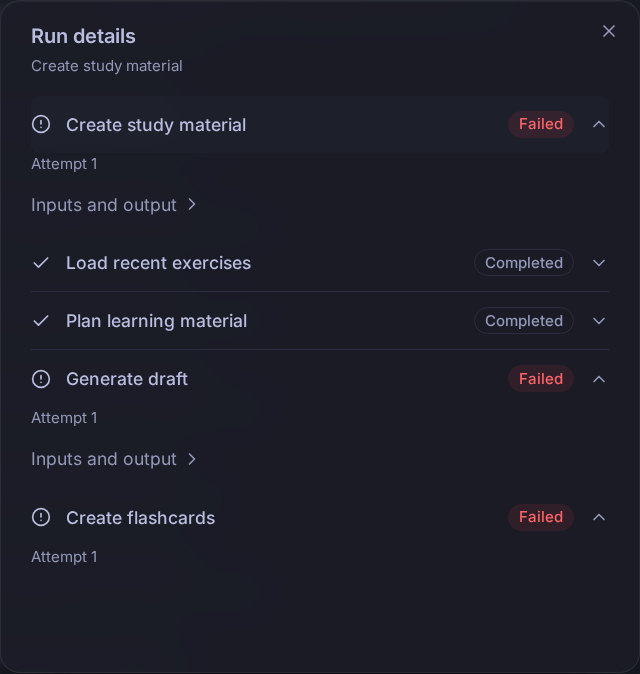 Run details
Create study material
Create study material Failed
Attempt 1
Inputs and output
Load recent exercises Completed
Plan learning material Completed
Generate draft Failed
Attempt 1
Inputs and output
Create flashcards Failed
Attempt 1